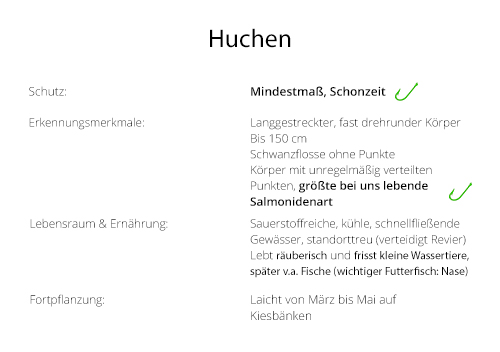 Huchen
Schutz:
Mindestmaß, Schonzeit
Erkennungsmerkmale:
Langgestreckter, fast drehrunder Körper
Bis 150 cm
Schwanzflosse ohne Punkte
Körper mit unregelmäßig verteilten
Punkten, größte bei uns lebende
Salmonidenart
Lebensraum & Ernährung:
Sauerstoffreiche, kühle, schnellfließende
Gewässer, standorttreu (verteidigt Revier)
Lebt räuberisch und frisst kleine Wassertiere,
später v.a. Fische (wichtiger Futterfisch: Nase)
Fortpflanzung:
Laicht von März bis Mai auf
Kiesbänken